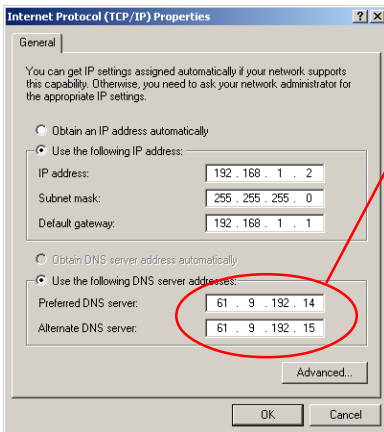 Internet Protocol (TCP/IP) Properties
General
You can get IP settings assigned automatically if your network supports
this capability. Otherwise, you need to ask your network administrator for
the appropriate IP settings.
Obtain an IP address automatically
Use the following IP address:
IP address: 192 . 168 . 1 . 2
Subnet mask: 255 . 255 . 255 . 0
Default gateway: 192 . 168 . 1 . 1
Obtain DNS server address automatically
Use the following DNS server addresses:
Preferred DNS server: 61 . 9 . 192 . 14
Alternate DNS server: 61 . 9 . 192 . 15
Advanced...
OK Cancel